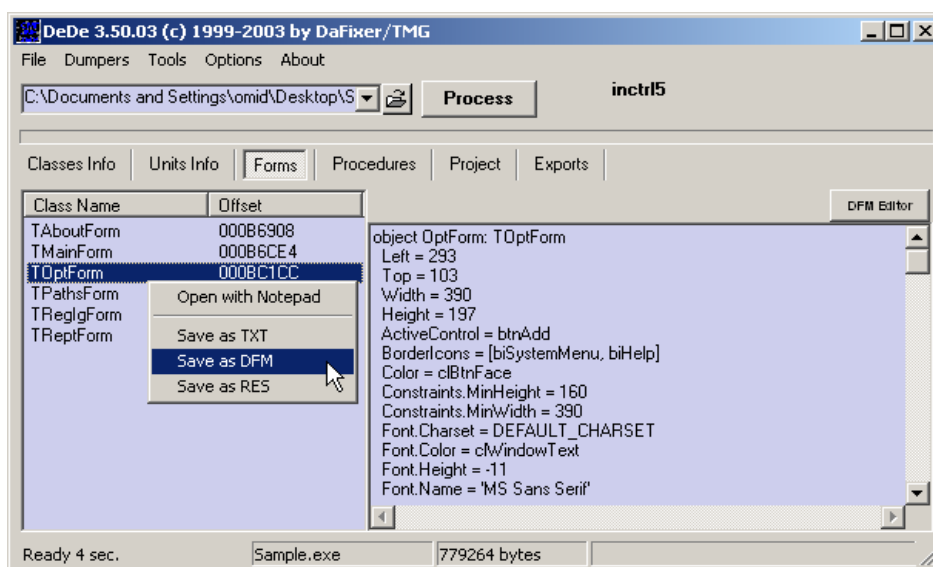 DeDe 3.50.03 (c) 1999-2003 by DaFixer/TMG
File Dumpers Tools Options About
C:\Documents and Settings\omid\Desktop\S Process inctrl5
Classes Info Units Info Forms Procedures Project Exports
Class Name Offset DFM Editor
TAboutForm 000B6908
TMainForm 000B6CE4
TOptForm 000BC1CC
TPathsForm
TRegIgForm
TReptForm
Open with Notepad
Save as TXT
Save as DFM
Save as RES
object OptForm: TOptForm
Left = 293
Top = 103
Width = 390
Height = 197
ActiveControl = btnAdd
BorderIcons = [biSystemMenu, biHelp]
Color = clBtnFace
Constraints.MinHeight = 160
Constraints.MinWidth = 390
Font.Charset = DEFAULT_CHARSET
Font.Color = clWindowText
Font.Height = -11
Font.Name = 'MS Sans Serif'
Ready 4 sec. Sample.exe 779264 bytes